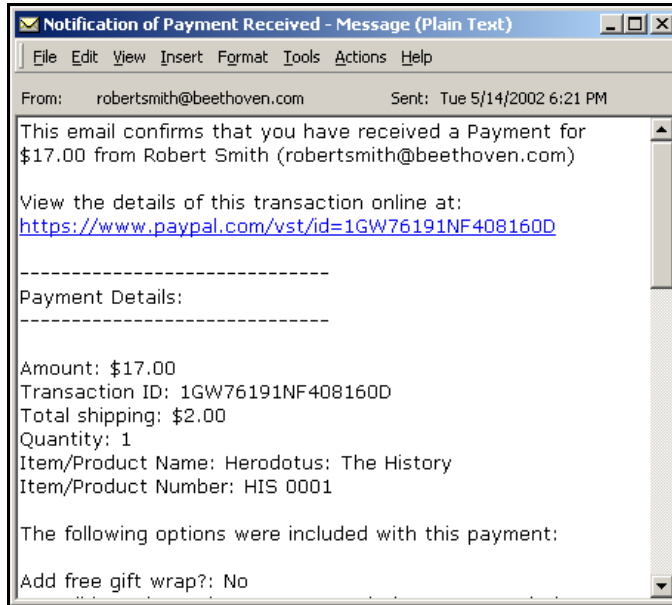 Notification of Payment Received - Message (Plain Text)
File Edit View Insert Format Tools Actions Help
From: robertsmith@beethoven.com Sent: Tue 5/14/2002 6:21 PM
This email confirms that you have received a Payment for
$17.00 from Robert Smith (robertsmith@beethoven.com)
View the details of this transaction online at:
https://www.paypal.com/vst/id=1GW76191NF408160D
------------------------------
Payment Details:
------------------------------
Amount: $17.00
Transaction ID: 1GW76191NF408160D
Total shipping: $2.00
Quantity: 1
Item/Product Name: Herodotus: The History
Item/Product Number: HIS 0001
The following options were included with this payment:
Add free gift wrap?: No